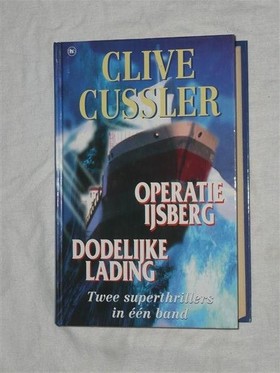 CLIVE
CUSSLER
OPERATIE
IJSBERG
DODELIJKE
LADING
Twee superthrillers
in één band